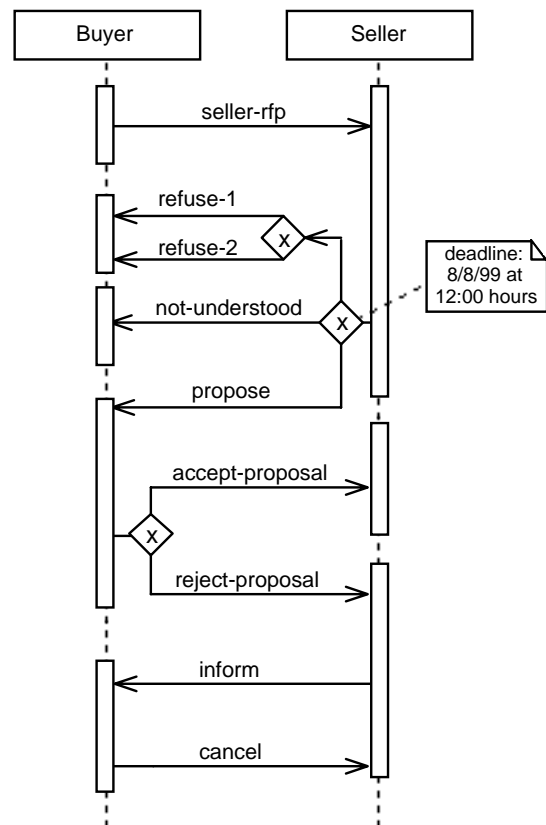 Buyer
Seller
seller-rfp
refuse-1
x
refuse-2
deadline:
8/8/99 at
12:00 hours
not-understood
x
propose
accept-proposal
x
reject-proposal
inform
cancel